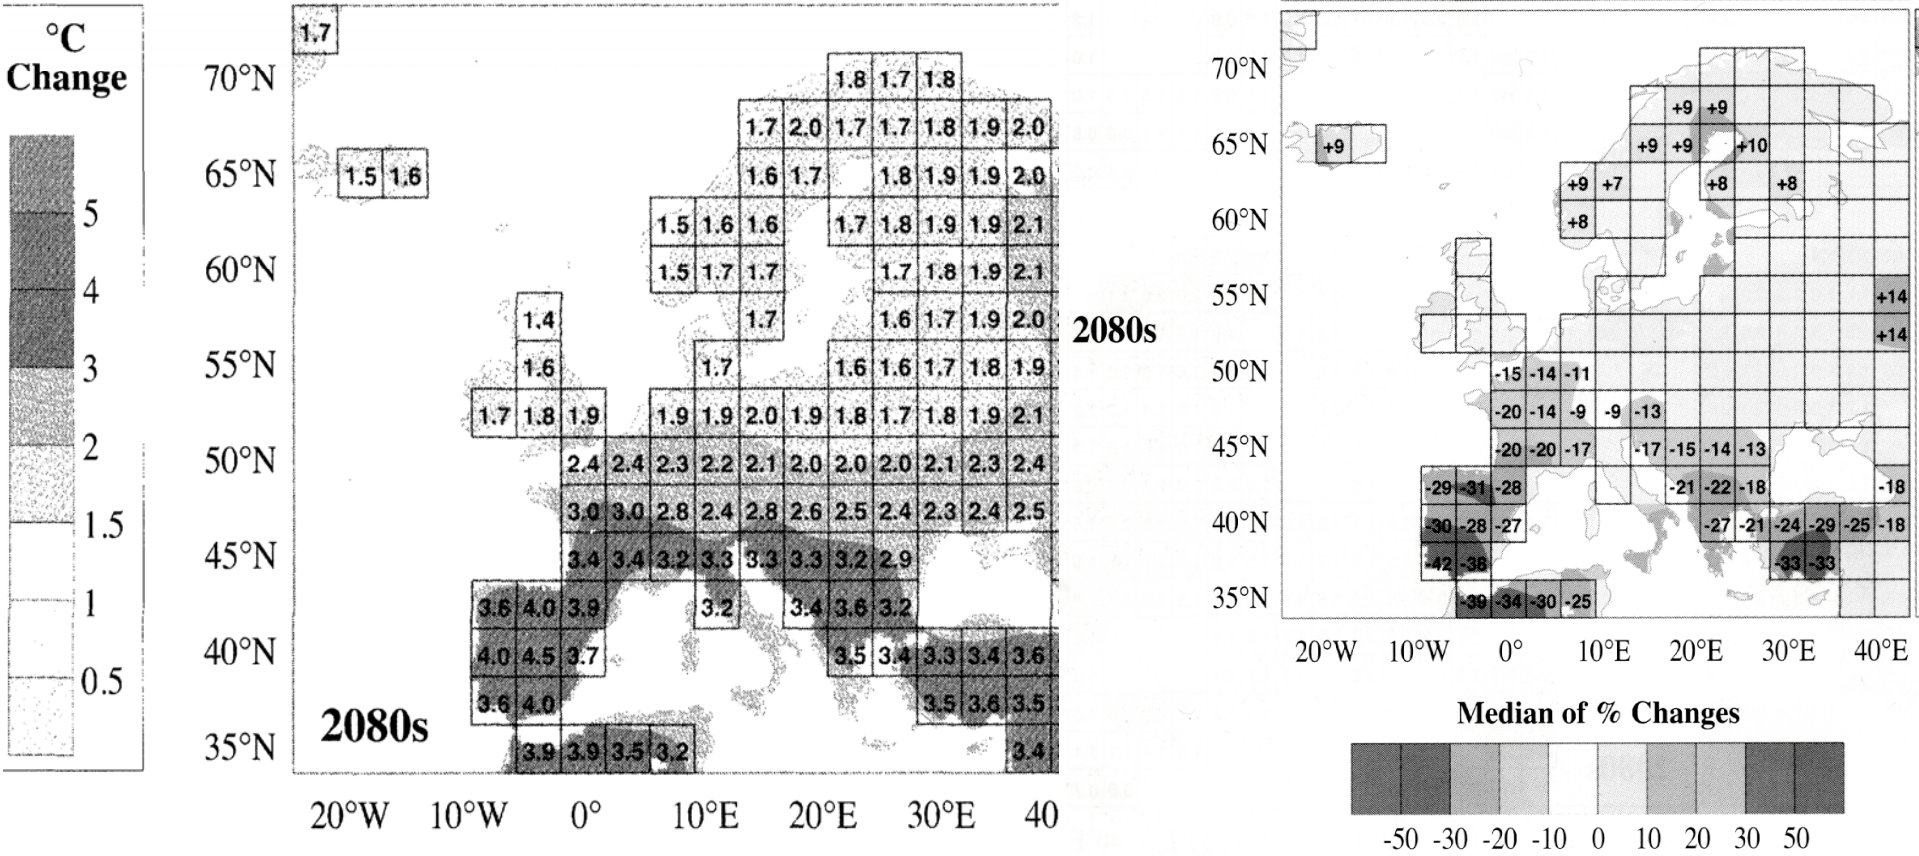 °C
Change
5
4
3
2
1.5
1
0.5
1.7
70°N 1.8 1.7 1.8
1.7 2.0 1.7 1.7 1.8 1.9 2.0
65°N 1.5 1.6 1.6 1.7 1.8 1.9 1.9 2.0
1.5 1.6 1.6 1.7 1.8 1.9 1.9 2.1
60°N 1.5 1.7 1.7 1.7 1.8 1.9 2.1
1.4 1.7 1.6 1.7 1.9 2.0
55°N 1.6 1.7 1.6 1.6 1.7 1.8 1.9
1.7 1.8 1.9 1.9 1.9 2.0 1.9 1.8 1.7 1.8 1.9 2.1
50°N 2.4 2.4 2.3 2.2 2.1 2.0 2.0 2.0 2.1 2.3 2.4
3.0 3.0 2.8 2.4 2.8 2.6 2.5 2.4 2.3 2.4 2.5
45°N 3.4 3.4 3.2 3.3 3.3 3.3 3.2 2.9
3.6 4.0 3.9 3.2 3.4 3.6 3.2
40°N 4.0 4.5 3.7 3.5 3.4 3.3 3.4 3.6
3.6 4.0 3.5 3.6 3.5
2080s
35°N 3.9 3.9 3.5 3.2 3.4
20°W 10°W 0° 10°E 20°E 30°E 40
2080s
70°N
+9 +9
65°N +9 +9 +9 +10
+9 +7 +8 +8
60°N +8
55°N +14
+14
50°N -15 -14 -11
-20 -14 -9 -9 -13
45°N -20 -20 -17 -17 -15 -14 -13
-29 -31 -28 -21 -22 -18 -18
40°N -30 -28 -27 -27 -21 -24 -29 -25 -18
-42 -38 -33 -33
35°N -39 -34 -30 -25
20°W 10°W 0° 10°E 20°E 30°E 40°E
Median of % Changes
-50 -30 -20 -10 0 10 20 30 50